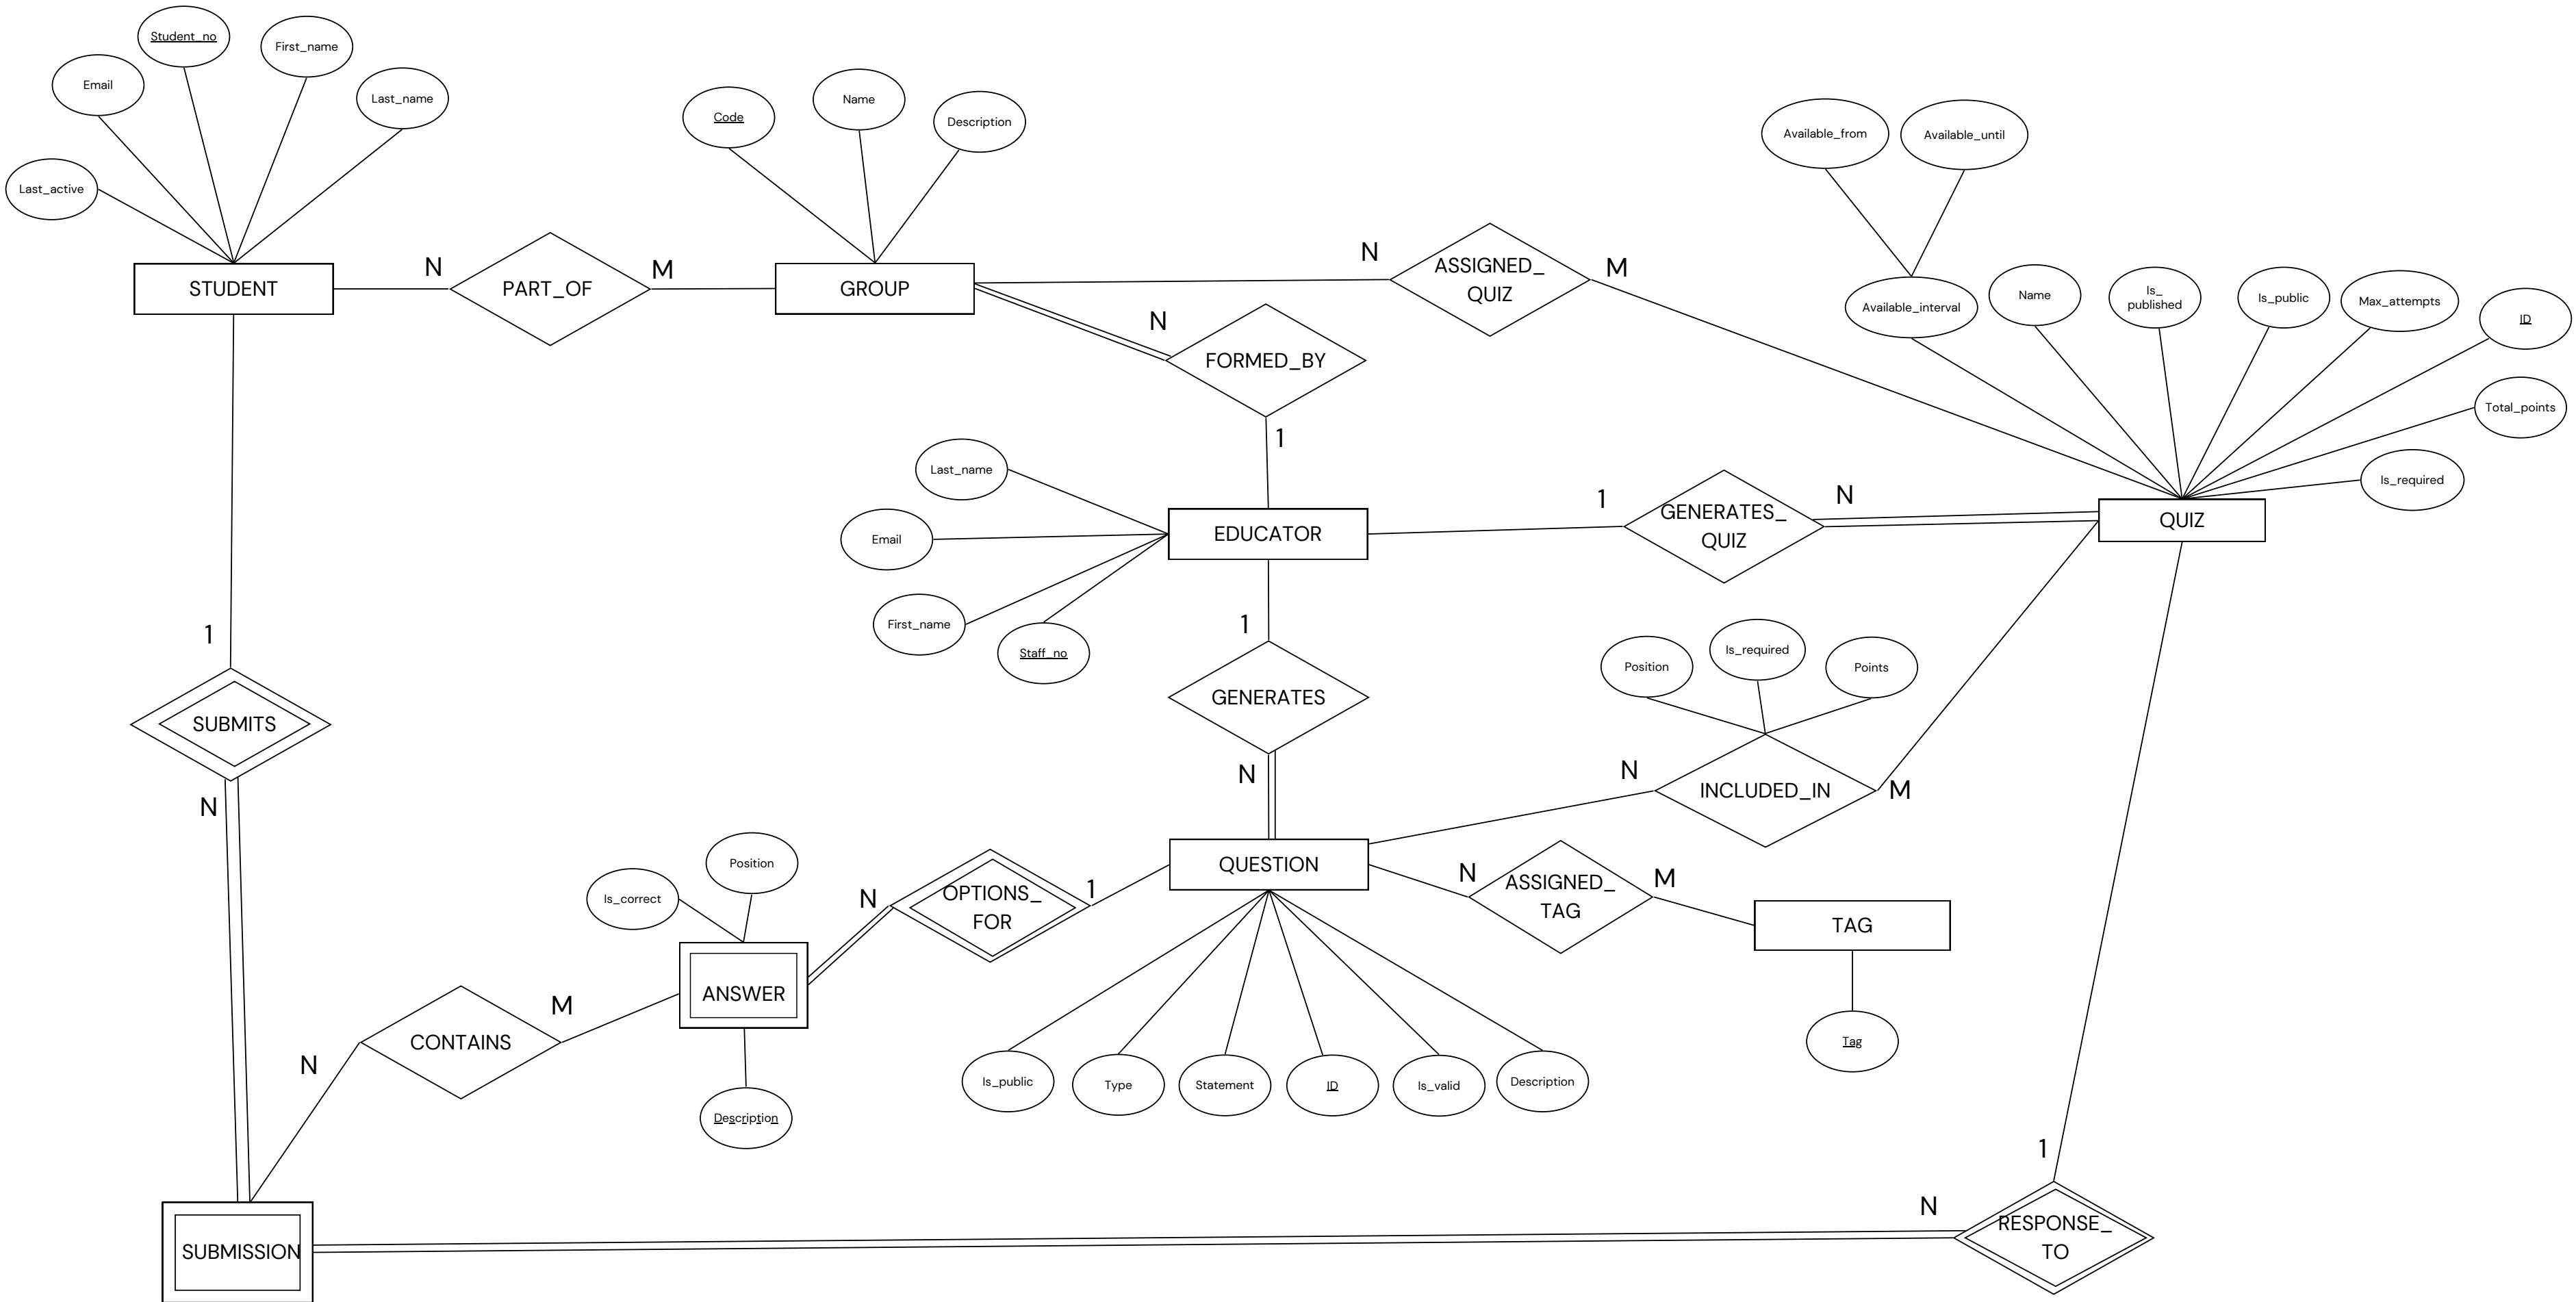 Student_no
First_name
Email
Last_name
Last_active
Code
Name
Description
Available_from
Available_until
STUDENT
N
PART_OF
M
GROUP
N
ASSIGNED_
QUIZ
M
Available_interval
Name
Is_
published
Is_public
Max_attempts
ID
Total_points
Is_required
N
FORMED_BY
1
Last_name
Email
First_name
Staff_no
EDUCATOR
1
GENERATES_
QUIZ
N
QUIZ
1
GENERATES
N
Position
Is_required
Points
N
INCLUDED_IN
M
1
SUBMITS
N
Is_correct
Position
N
OPTIONS_
FOR
1
QUESTION
N
ASSIGNED_
TAG
M
TAG
Tag
ANSWER
Description
M
CONTAINS
N
Is_public
Type
Statement
ID
Is_valid
Description
1
N
RESPONSE_
TO
SUBMISSION